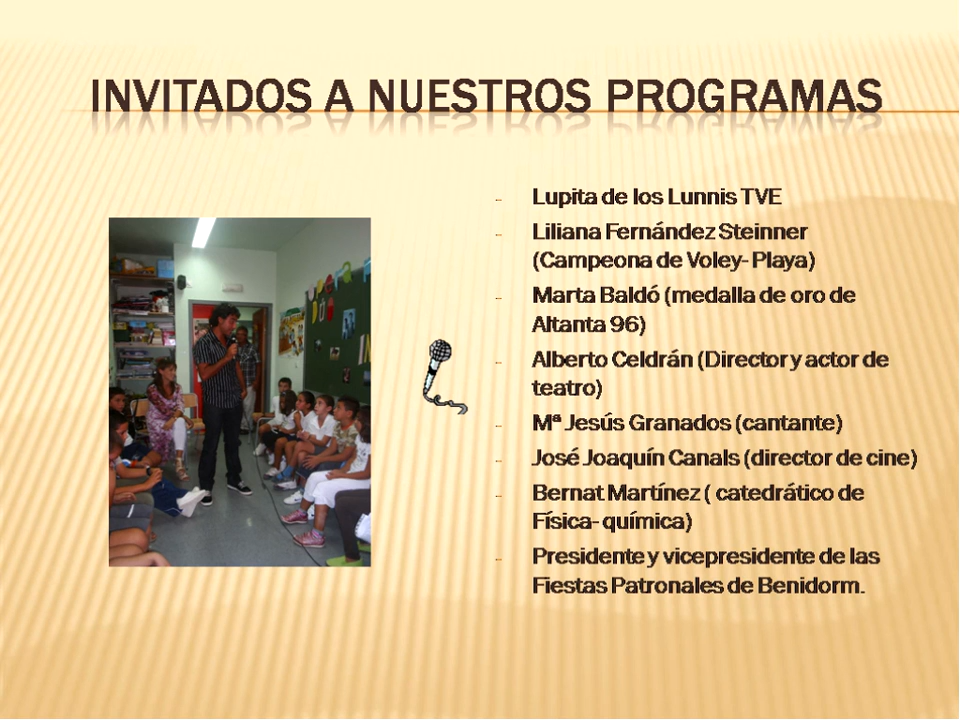 INVITADOS A NUESTROS PROGRAMAS
- Lupita de los Lunnis TVE
- Liliana Fernández Steinner
(Campeona de Voley- Playa)
- Marta Baldó (medalla de oro de
Altanta 96)
- Alberto Celdrán (Director y actor de
teatro)
- Mª Jesús Granados (cantante)
- José Joaquín Canals (director de cine)
- Bernat Martínez ( catedrático de
Física- química)
- Presidente y vicepresidente de las
Fiestas Patronales de Benidorm.